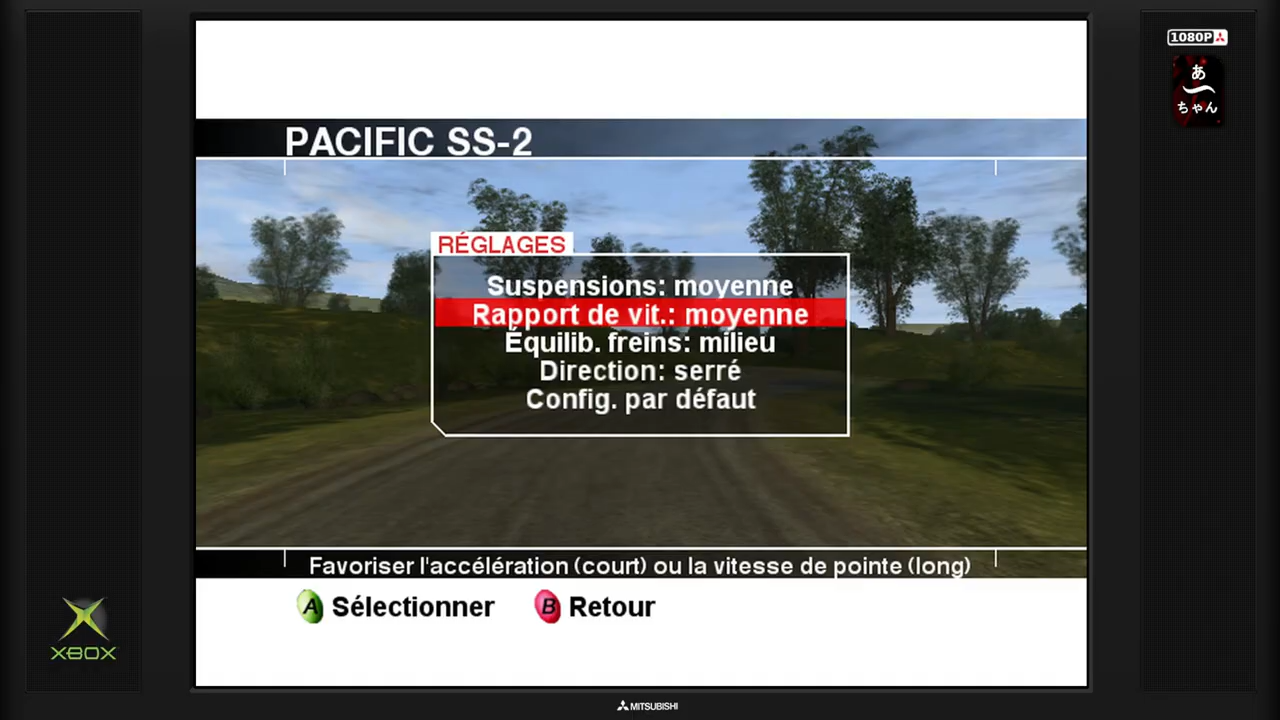 1080P
あ
ー
ちゃん
PACIFIC SS-2
RÉGLAGES
Suspensions: moyenne
Rapport de vit.: moyenne
Équilib. freins: milieu
Direction: serré
Config. par défaut
Favoriser l'accélération (court) ou la vitesse de pointe (long)
A Sélectionner B Retour
XBOX
MITSUBISHI